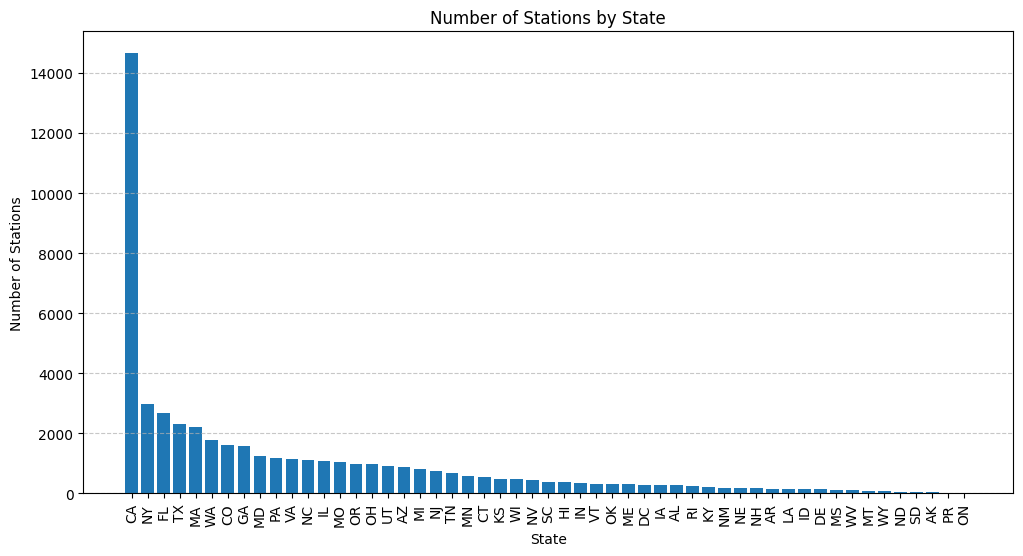 Number of Stations by State
Number of Stations
14000
12000
10000
8000
6000
4000
2000
0
CA NY FL TX MA WA CO GA MD PA VA NC IL MO OR OH UT AZ MI NJ TN MN CT KS WI NV SC HI IN VT OK ME DC IA AL RI KY NM NE NH AR LA ID DE MS WV MT WY ND SD AK PR ON
State